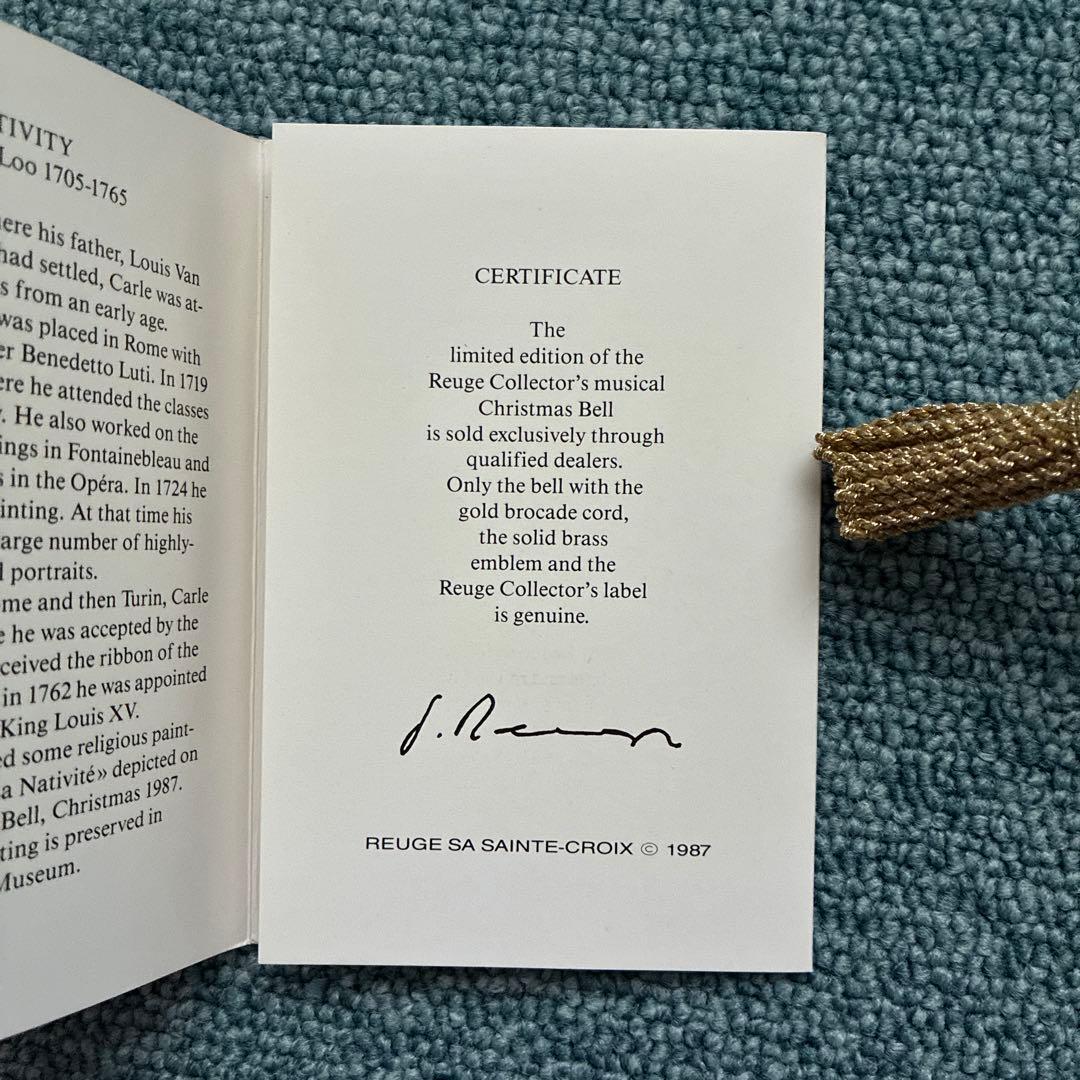 TIVITY
Loo 1705-1765
ere his father, Louis Van
had settled, Carle was at-
s from an early age.
was placed in Rome with
er Benedetto Luti. In 1719
ere he attended the classes
. He also worked on the
ings in Fontainebleau and
s in the Opéra. In 1724 he
inting. At that time his
arge number of highly-
l portraits.
me and then Turin, Carle
e he was accepted by the
ceived the ribbon of the
in 1762 he was appointed
King Louis XV.
ed some religious paint-
a Nativité» depicted on
Bell, Christmas 1987.
ting is preserved in
Museum.
CERTIFICATE
The
limited edition of the
Reuge Collector's musical
Christmas Bell
is sold exclusively through
qualified dealers.
Only the bell with the
gold brocade cord,
the solid brass
emblem and the
Reuge Collector's label
is genuine.
REUGE SA SAINTE-CROIX © 1987